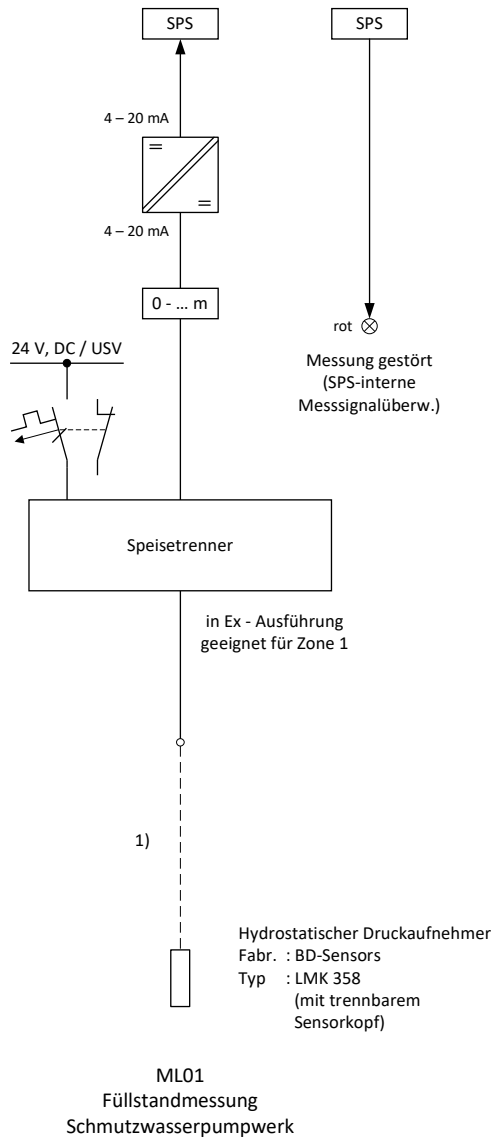 SPS
SPS
4 – 20 mA
4 – 20 mA
0 - ... m
rot
24 V, DC / USV
Messung gestört
(SPS-interne
Messsignalüberw.)
Speisetrenner
in Ex - Ausführung
geeignet für Zone 1
1)
Hydrostatischer Druckaufnehmer
Fabr. : BD-Sensors
Typ : LMK 358
(mit trennbarem
Sensorkopf)
ML01
Füllstandmessung
Schmutzwasserpumpwerk